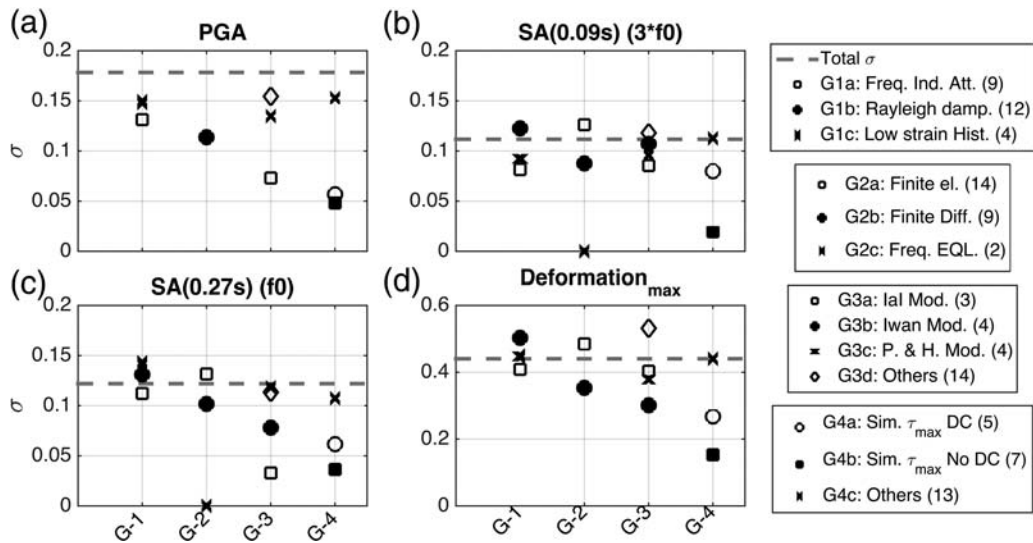 (a)
PGA
0.2
0.15
0.1
0.05
0
σ
(b)
SA(0.09s) (3*f0)
0.2
0.15
0.1
0.05
0
(c)
SA(0.27s) (f0)
0.2
0.15
0.1
0.05
0
σ
G-1
G-2
G-3
G-4
(d)
Deformation_max
0.6
0.4
0.2
0
G-1
G-2
G-3
G-4
Total σ
G1a: Freq. Ind. Att. (9)
G1b: Rayleigh damp. (12)
G1c: Low strain Hist. (4)
G2a: Finite el. (14)
G2b: Finite Diff. (9)
G2c: Freq. EQL. (2)
G3a: Ial Mod. (3)
G3b: Iwan Mod. (4)
G3c: P. & H. Mod. (4)
G3d: Others (14)
G4a: Sim. τ_max DC (5)
G4b: Sim. τ_max No DC (7)
G4c: Others (13)